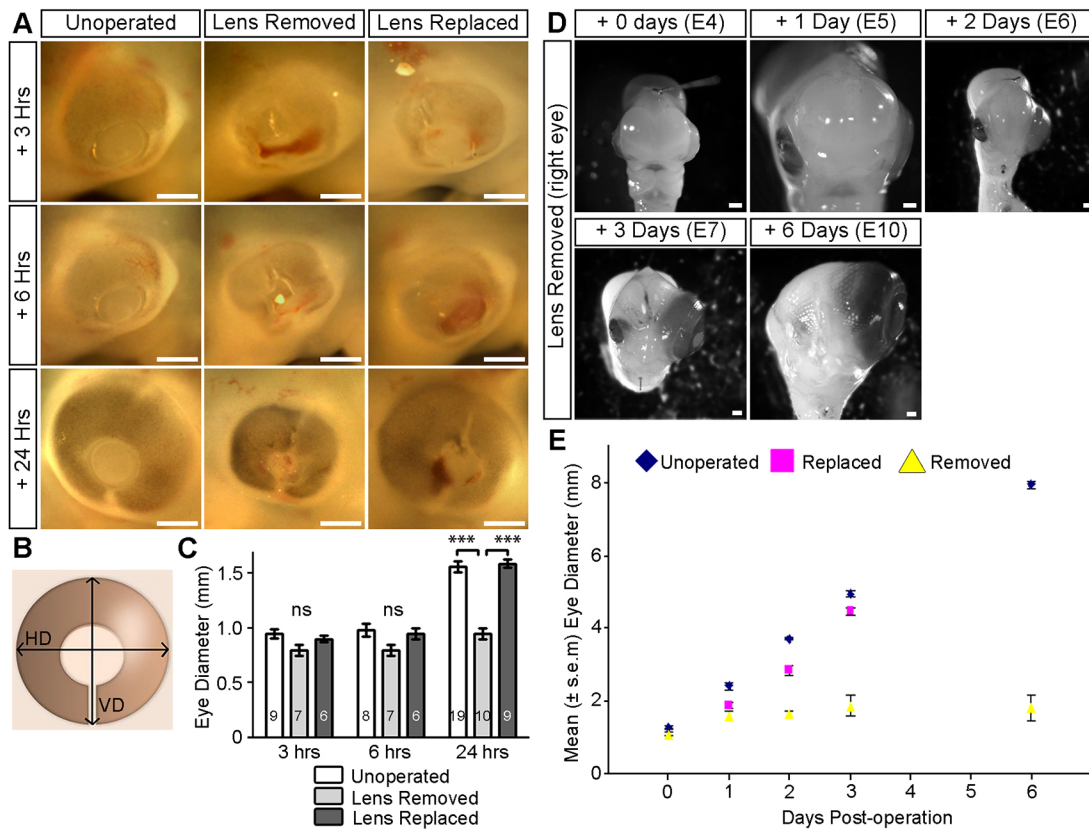 A
Unoperated
Lens Removed
Lens Replaced
+ 3 Hrs
+ 6 Hrs
+ 24 Hrs
B
HD
VD
C
Eye Diameter (mm)
1.5
1.0
0.5
0
ns
ns
***
***
9 7 6 8 7 6 19 10 9
3 hrs 6 hrs 24 hrs
Unoperated
Lens Removed
Lens Replaced
D
Lens Removed (right eye)
+ 0 days (E4)
+ 1 Day (E5)
+ 2 Days (E6)
+ 3 Days (E7)
+ 6 Days (E10)
E
Unoperated Replaced Removed
Mean (± s.e.m) Eye Diameter (mm)
8
6
4
2
0
0 1 2 3 4 5 6
Days Post-operation